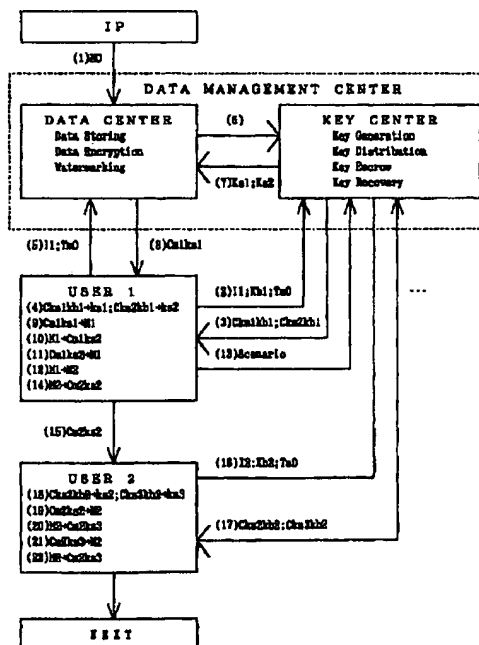 IP
(1)M0
DATA MANAGEMENT CENTER
DATA CENTER
Data Storing
Data Encryption
Watermarking
(6)
(7)Ks1;Ks2
KEY CENTER
Key Generation
Key Distribution
Key Escrow
Key Recovery
(5)I1;Tm0
(8)Cm1ks1
...
USER 1
(4)Cks1kb1→ks1;Cks2kb1→ks2
(9)Cm1ks1→M1
(10)M1→Cm1ks2
(11)Cm1ks2→M1
(12)M1→M2
(14)M2→Cm2ks2
(2)I1;Kb1;Tm0
(3)Cks1kb1;Cks2kb1
(13)Scenario
(15)Cm2ks2
USER 2
(18)Cks2kb2→ks2;Cks3kb2→ks3
(19)Cm2ks2→M2
(20)M2→Cm2ks3
(21)Cm2ks3→M2
(22)M2→Cm2ks3
(16)I2;Kb2;Tm0
(17)Cks2kb2;Cks3kb2
NEXT